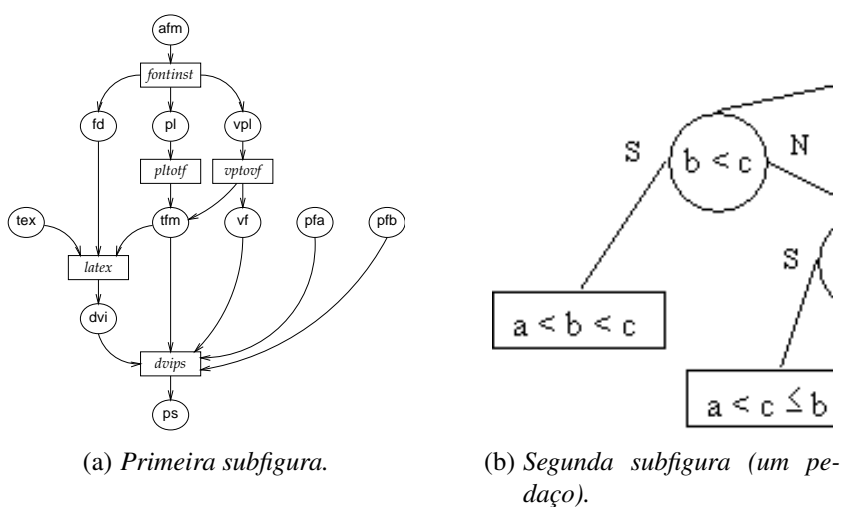 afm
fontinst
fd pl vpl
pltotf vptovf
tex tfm vf pfa pfb
latex
dvi
dvips
ps
(a) Primeira subfigura.
S b < c N
S
a < b < c
a < c ≤ b
(b) Segunda subfigura (um pe-
daço).